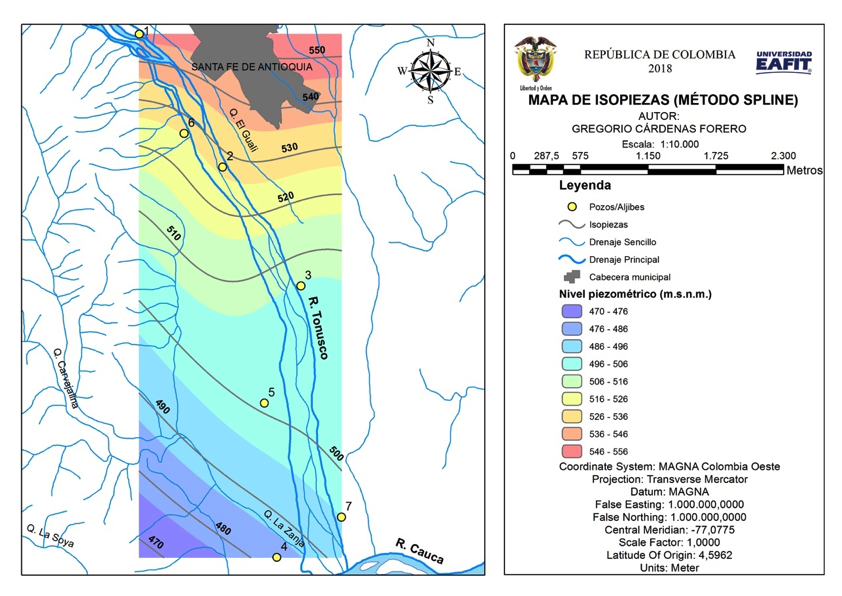 1
550
SANTA FE DE ANTIOQUIA
540
Q. El Guali
6
530
2
520
510
3
R. Tonusco
Q. Carvajalina
5
490
500
7
Q. La Zanja
480
470
4
Q. La Soya
R. Cauca
N
W
E
S
Libertad y Orden
REPÚBLICA DE COLOMBIA
2018
UNIVERSIDAD
EAFIT
MAPA DE ISOPIEZAS (MÉTODO SPLINE)
AUTOR:
GREGORIO CÁRDENAS FORERO
Escala: 1:10.000
0 287,5 575 1.150 1.725 2.300
Metros
Leyenda
Pozos/Aljibes
Isopiezas
Drenaje Sencillo
Drenaje Principal
Cabecera municipal
Nivel piezométrico (m.s.n.m.)
470 - 476
476 - 486
486 - 496
496 - 506
506 - 516
516 - 526
526 - 536
536 - 546
546 - 556
Coordinate System: MAGNA Colombia Oeste
Projection: Transverse Mercator
Datum: MAGNA
False Easting: 1.000.000,0000
False Northing: 1.000.000,0000
Central Meridian: -77,0775
Scale Factor: 1,0000
Latitude Of Origin: 4,5962
Units: Meter